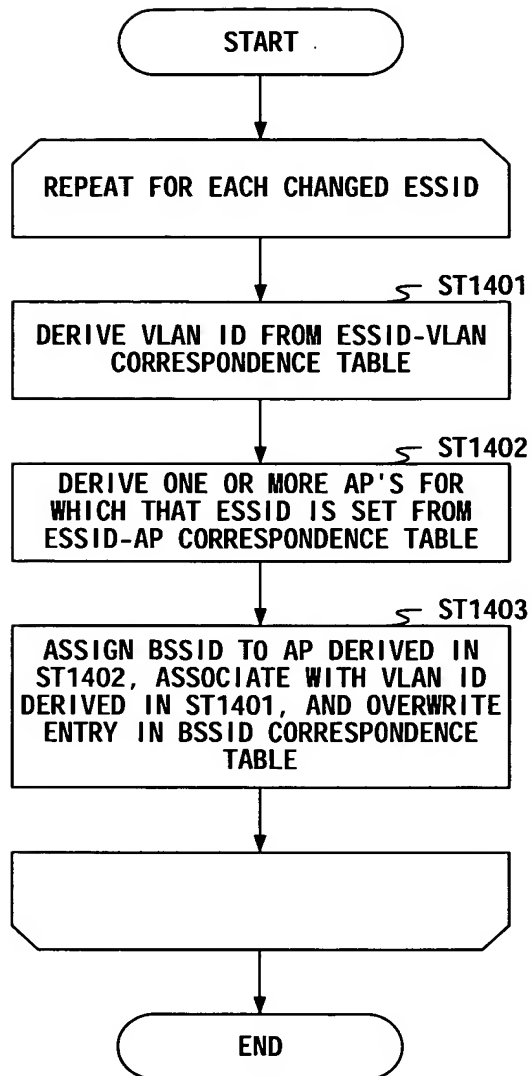 START
REPEAT FOR EACH CHANGED ESSID
ST1401
DERIVE VLAN ID FROM ESSID-VLAN
CORRESPONDENCE TABLE
ST1402
DERIVE ONE OR MORE AP'S FOR
WHICH THAT ESSID IS SET FROM
ESSID-AP CORRESPONDENCE TABLE
ST1403
ASSIGN BSSID TO AP DERIVED IN
ST1402, ASSOCIATE WITH VLAN ID
DERIVED IN ST1401, AND OVERWRITE
ENTRY IN BSSID CORRESPONDENCE
TABLE
END